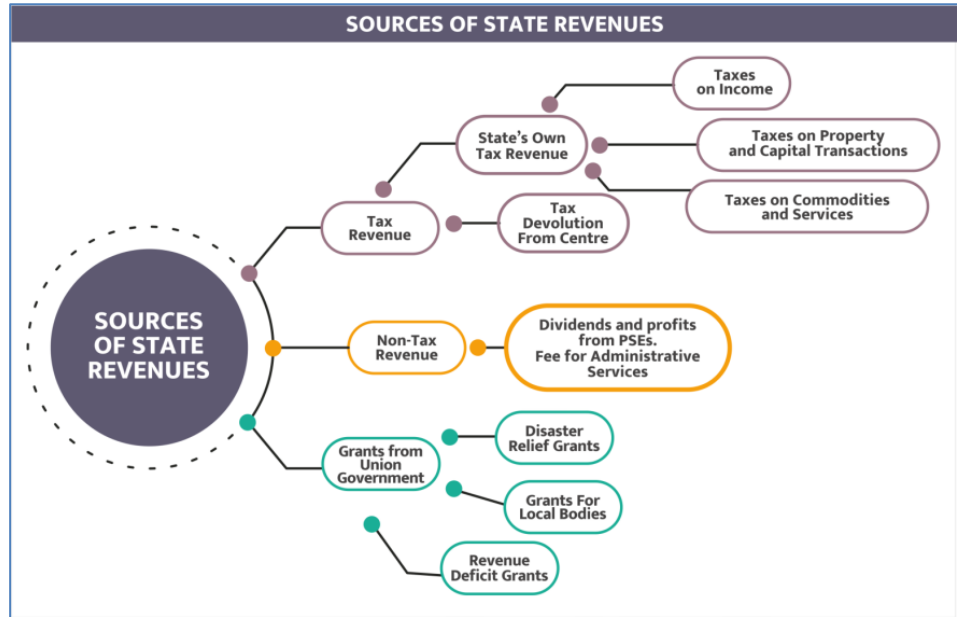 SOURCES OF STATE REVENUES
Taxes
on Income
State's Own
Tax Revenue
Taxes on Property
and Capital Transactions
Taxes on Commodities
and Services
Tax
Revenue
Tax
Devolution
From Centre
SOURCES
OF STATE
REVENUES
Non-Tax
Revenue
Dividends and profits
from PSEs.
Fee for Administrative
Services
Grants from
Union
Government
Disaster
Relief Grants
Grants For
Local Bodies
Revenue
Deficit Grants